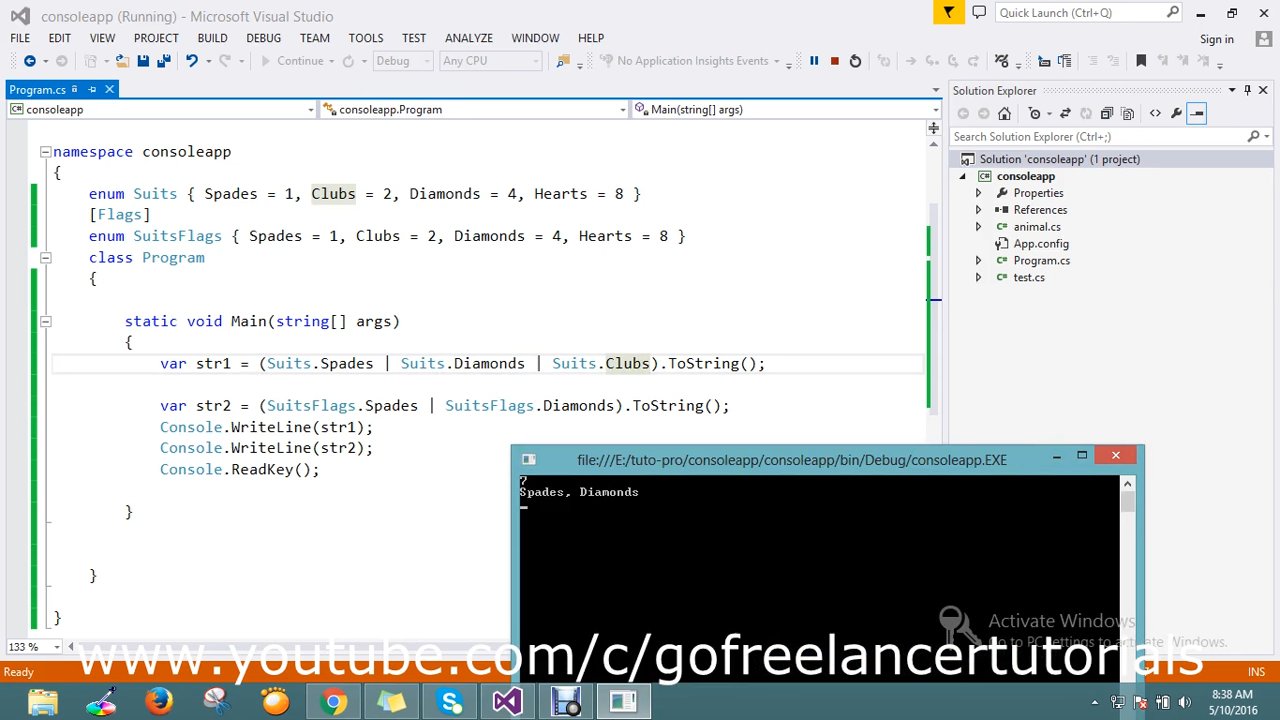 consoleapp (Running) - Microsoft Visual Studio
Quick Launch (Ctrl+Q)
FILE EDIT VIEW PROJECT BUILD DEBUG TEAM TOOLS TEST ANALYZE WINDOW HELP
Sign in
Continue Debug Any CPU No Application Insights Events
Program.cs
consoleapp consoleapp.Program Main(string[] args)
namespace consoleapp
{
enum Suits { Spades = 1, Clubs = 2, Diamonds = 4, Hearts = 8 }
[Flags]
enum SuitsFlags { Spades = 1, Clubs = 2, Diamonds = 4, Hearts = 8 }
class Program
{
static void Main(string[] args)
{
var str1 = (Suits.Spades | Suits.Diamonds | Suits.Clubs).ToString();
var str2 = (SuitsFlags.Spades | SuitsFlags.Diamonds).ToString();
Console.WriteLine(str1);
Console.WriteLine(str2);
Console.ReadKey();
}
}
}
133 %
Solution Explorer
Search Solution Explorer (Ctrl+;)
Solution 'consoleapp' (1 project)
consoleapp
Properties
References
animal.cs
App.config
Program.cs
test.cs
file:///E:/tuto-pro/consoleapp/consoleapp/bin/Debug/consoleapp.EXE
7
Spades, Diamonds
Activate Windows
Go to PC settings to activate Windows.
www.youtube.com/c/gofreelancertutorials
Ready
INS
8:38 AM
5/10/2016